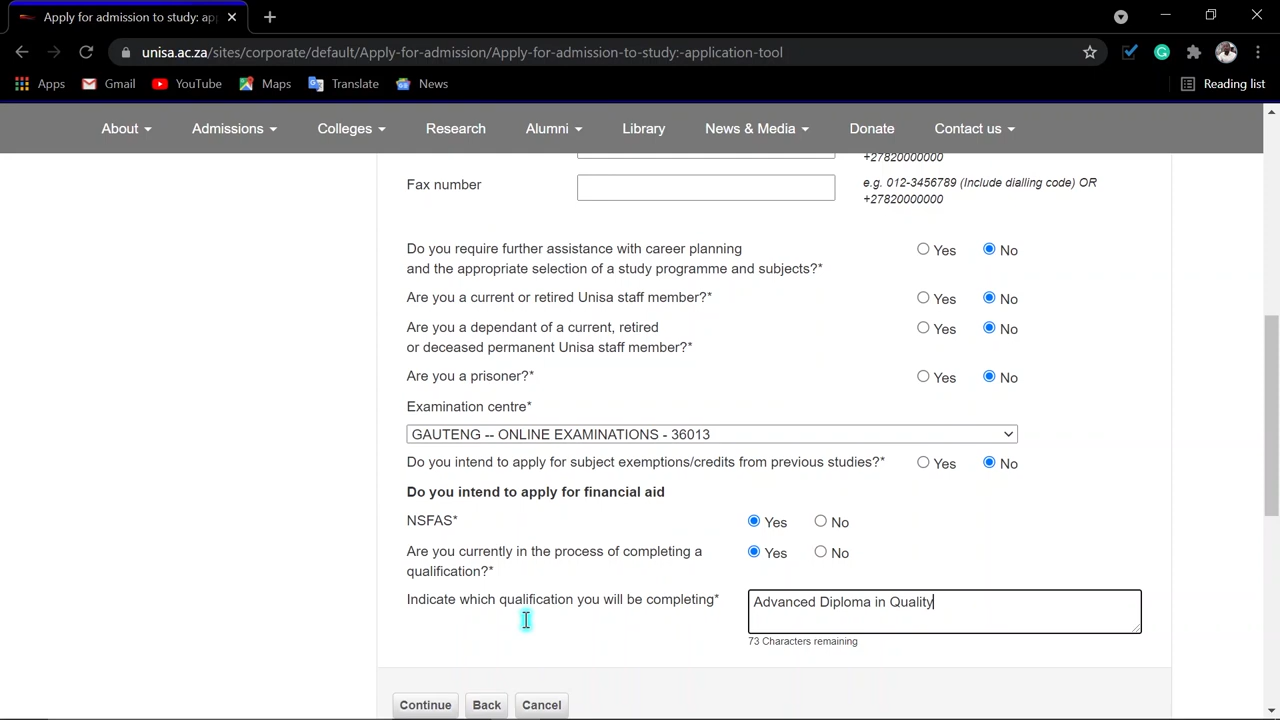 Apply for admission to study: ap
unisa.ac.za/sites/corporate/default/Apply-for-admission/Apply-for-admission-to-study:-application-tool
Apps Gmail YouTube Maps Translate News Reading list
About Admissions Colleges Research Alumni Library News & Media Donate Contact us
+27820000000
Fax number
e.g. 012-3456789 (Include dialling code) OR
+27820000000
Do you require further assistance with career planning
and the appropriate selection of a study programme and subjects?* Yes No
Are you a current or retired Unisa staff member?* Yes No
Are you a dependant of a current, retired
or deceased permanent Unisa staff member?* Yes No
Are you a prisoner?* Yes No
Examination centre*
GAUTENG -- ONLINE EXAMINATIONS - 36013
Do you intend to apply for subject exemptions/credits from previous studies?* Yes No
Do you intend to apply for financial aid
NSFAS* Yes No
Are you currently in the process of completing a
qualification?* Yes No
Indicate which qualification you will be completing* Advanced Diploma in Quality
73 Characters remaining
Continue Back Cancel